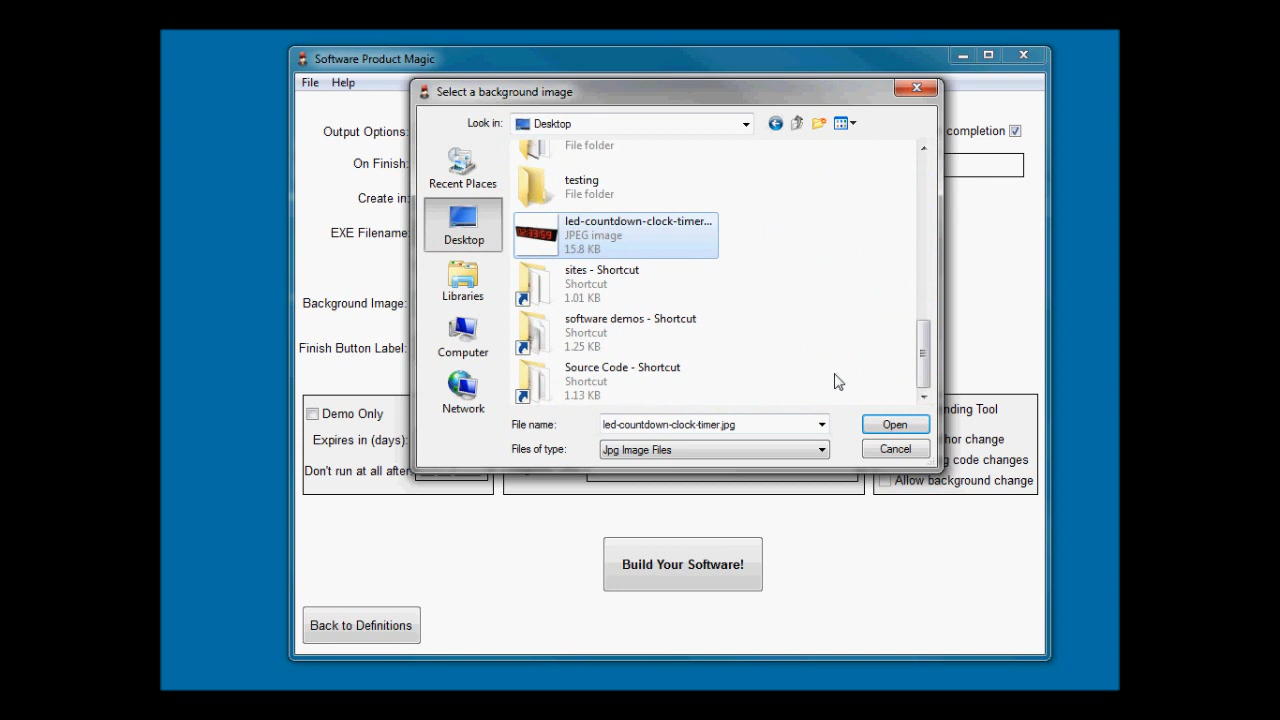 Software Product Magic
File Help
Select a background image
Look in: Desktop
Output Options:
completion
On Finish:
Create in:
EXE Filename:
Background Image:
Finish Button Label:
Recent Places
Desktop
Libraries
Computer
Network
File folder
testing
File folder
led-countdown-clock-timer...
JPEG image
15.8 KB
sites - Shortcut
Shortcut
1.01 KB
software demos - Shortcut
Shortcut
1.25 KB
Source Code - Shortcut
Shortcut
1.13 KB
File name: led-countdown-clock-timer.jpg Open
Files of type: Jpg Image Files Cancel
Demo Only
Expires in (days):
Don't run at all after
nding Tool
hor change
g code changes
Allow background change
Build Your Software!
Back to Definitions